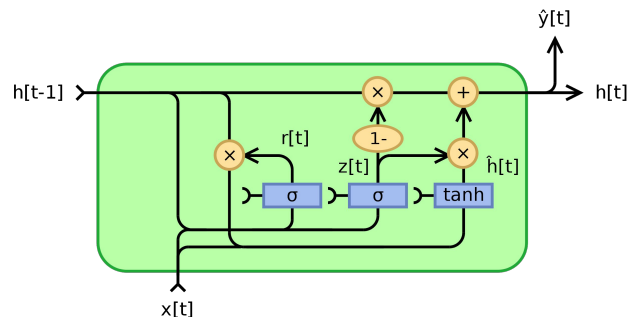 ŷ[t]
h[t-1]
×
+
h[t]
1-
r[t]
z[t]
×
×
ĥ[t]
σ
σ
tanh
x[t]